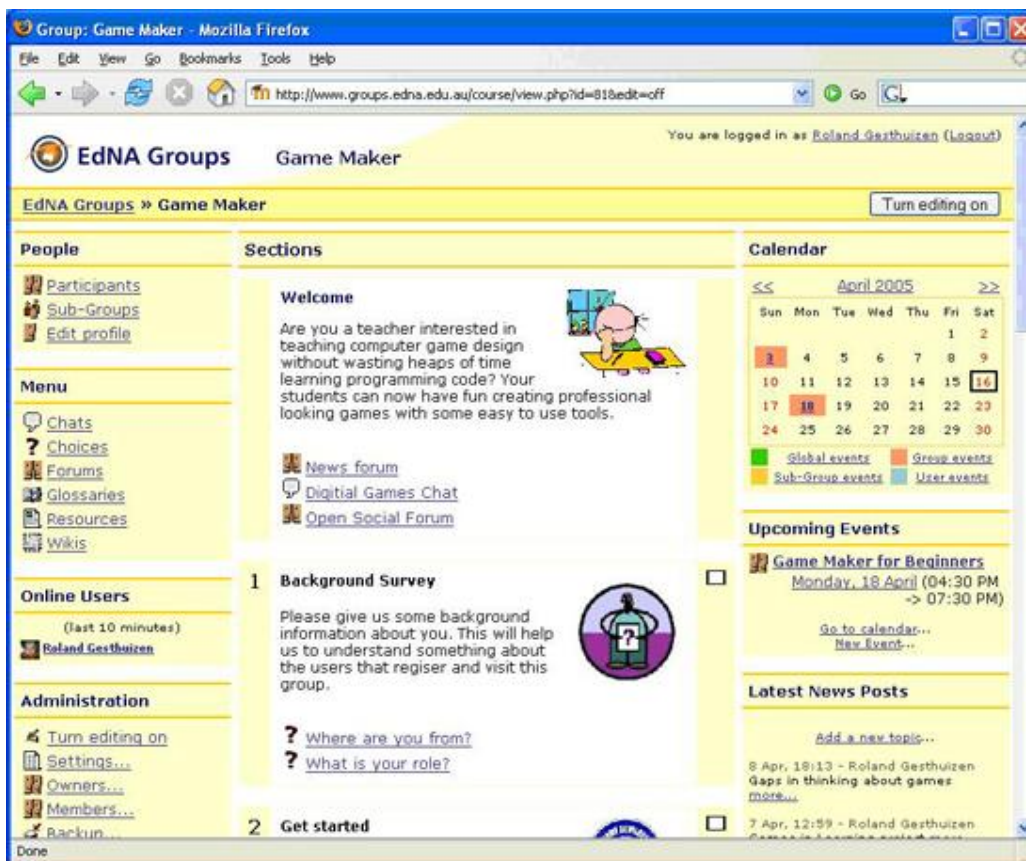 Group: Game Maker - Mozilla Firefox
File Edit View Go Bookmarks Tools Help
http://www.groups.edna.edu.au/course/view.php?id=81&edit=off Go
You are logged in as Roland Gesthuizen (Logout)
EdNA Groups Game Maker
EdNA Groups » Game Maker
Turn editing on
People
Participants
Sub-Groups
Edit profile
Menu
Chats
Choices
Forums
Glossaries
Resources
Wikis
Online Users
(last 10 minutes)
Roland Gesthuizen
Administration
Turn editing on
Settings...
Owners...
Members...
Backup...
Sections
Welcome
Are you a teacher interested in
teaching computer game design
without wasting heaps of time
learning programming code? Your
students can now have fun creating professional
looking games with some easy to use tools.
News forum
Digitial Games Chat
Open Social Forum
1 Background Survey
Please give us some background
information about you. This will help
us to understand something about
the users that regiser and visit this
group.
? Where are you from?
? What is your role?
2 Get started
Calendar
<< April 2005 >>
Sun Mon Tue Wed Thu Fri Sat
1 2
3 4 5 6 7 8 9
10 11 12 13 14 15 16
17 18 19 20 21 22 23
24 25 26 27 28 29 30
Global events Group events
Sub-Group events User events
Upcoming Events
Game Maker for Beginners
Monday, 18 April (04:30 PM
-> 07:30 PM)
Go to calendar...
New Event...
Latest News Posts
Add a new topic...
8 Apr, 18:13 - Roland Gesthuizen
Gaps in thinking about games
more...
7 Apr, 12:59 - Roland Gesthuizen
Done